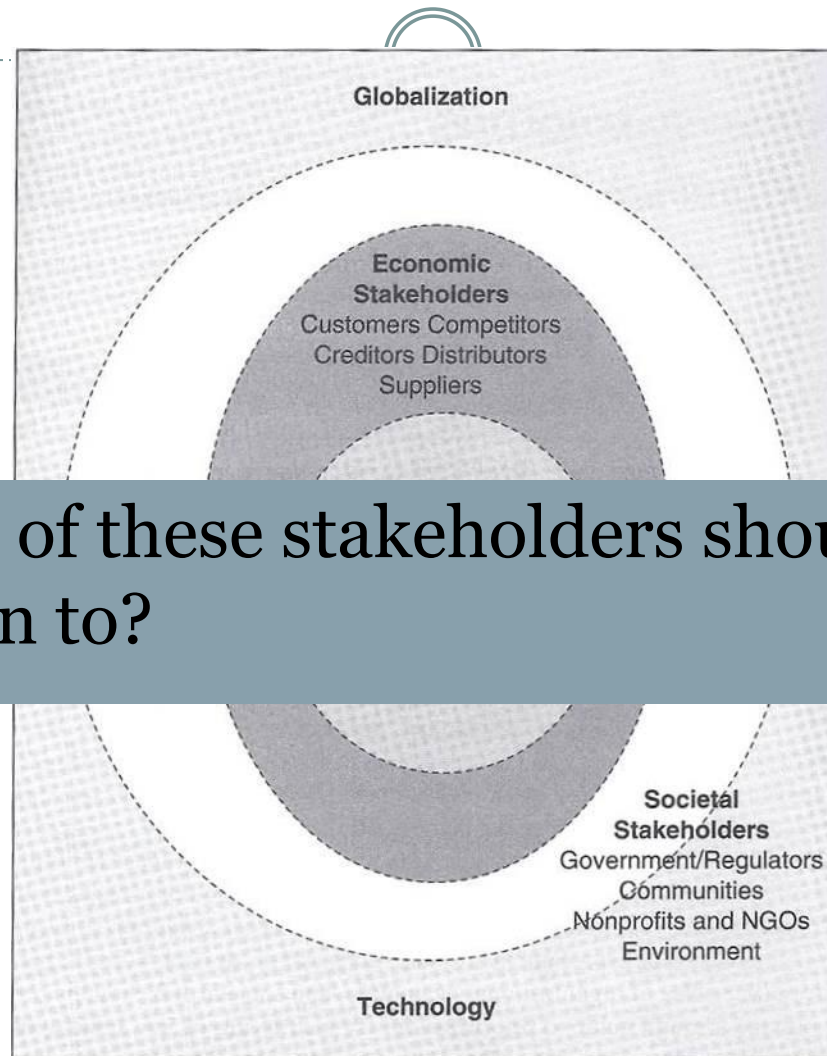 Globalization
Economic
Stakeholders
Customers Competitors
Creditors Distributors
Suppliers
of these stakeholders shou
n to?
Societal
Stakeholders
Government/Regulators
Communities
Nonprofits and NGOs
Environment
Technology